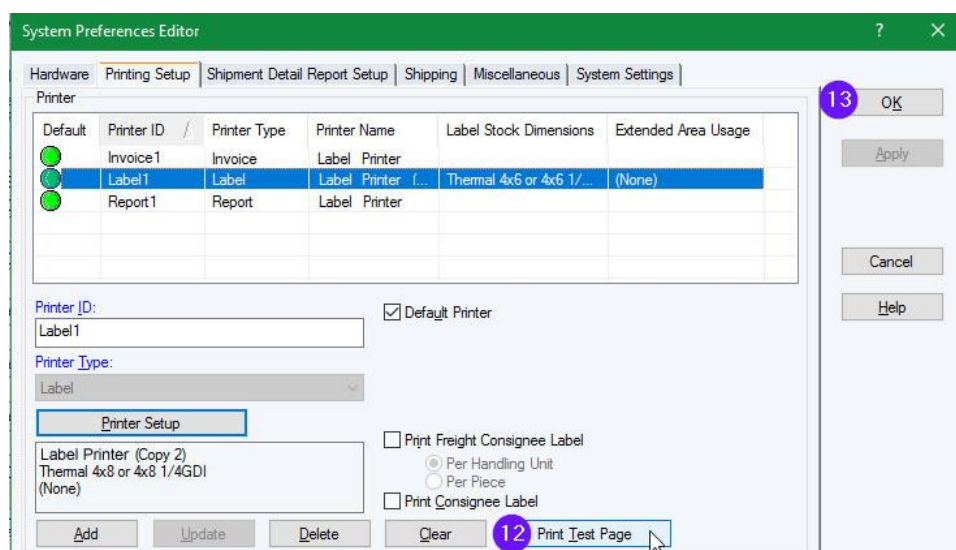 System Preferences Editor ? ×
Hardware Printing Setup Shipment Detail Report Setup Shipping Miscellaneous System Settings
Printer
13 OK
Default Printer ID / Printer Type Printer Name Label Stock Dimensions Extended Area Usage
Invoice1 Invoice Label Printer
Apply
Label1 Label Label Printer (... Thermal 4x6 or 4x6 1/... (None)
Report1 Report Label Printer
Cancel
Printer ID:
Default Printer
Help
Label1
Printer Type:
Label
Printer Setup
Print Freight Consignee Label
Label Printer (Copy 2)
Per Handling Unit
Thermal 4x8 or 4x8 1/4GDI
Per Piece
(None)
Print Consignee Label
Add Update Delete Clear 12 Print Test Page